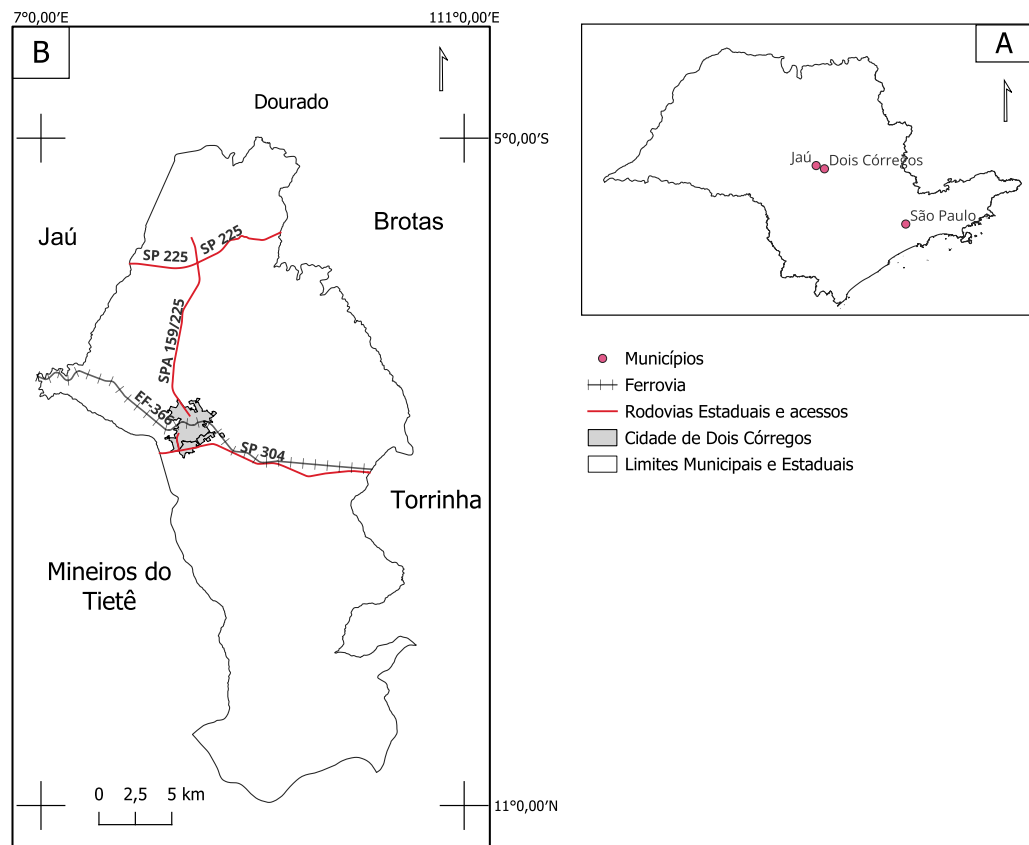 7°0,00′E
111°0,00′E
B
Dourado
5°0,00′S
Jaú
Brotas
SP 225
SP 225
SPA 159/225
EF-366
SP 304
Torrinha
Mineiros do
Tietê
0 2,5 5 km
11°0,00′N
A
Jaú
Dois Córregos
São Paulo
Municípios
Ferrovia
Rodovias Estaduais e acessos
Cidade de Dois Córregos
Limites Municipais e Estaduais